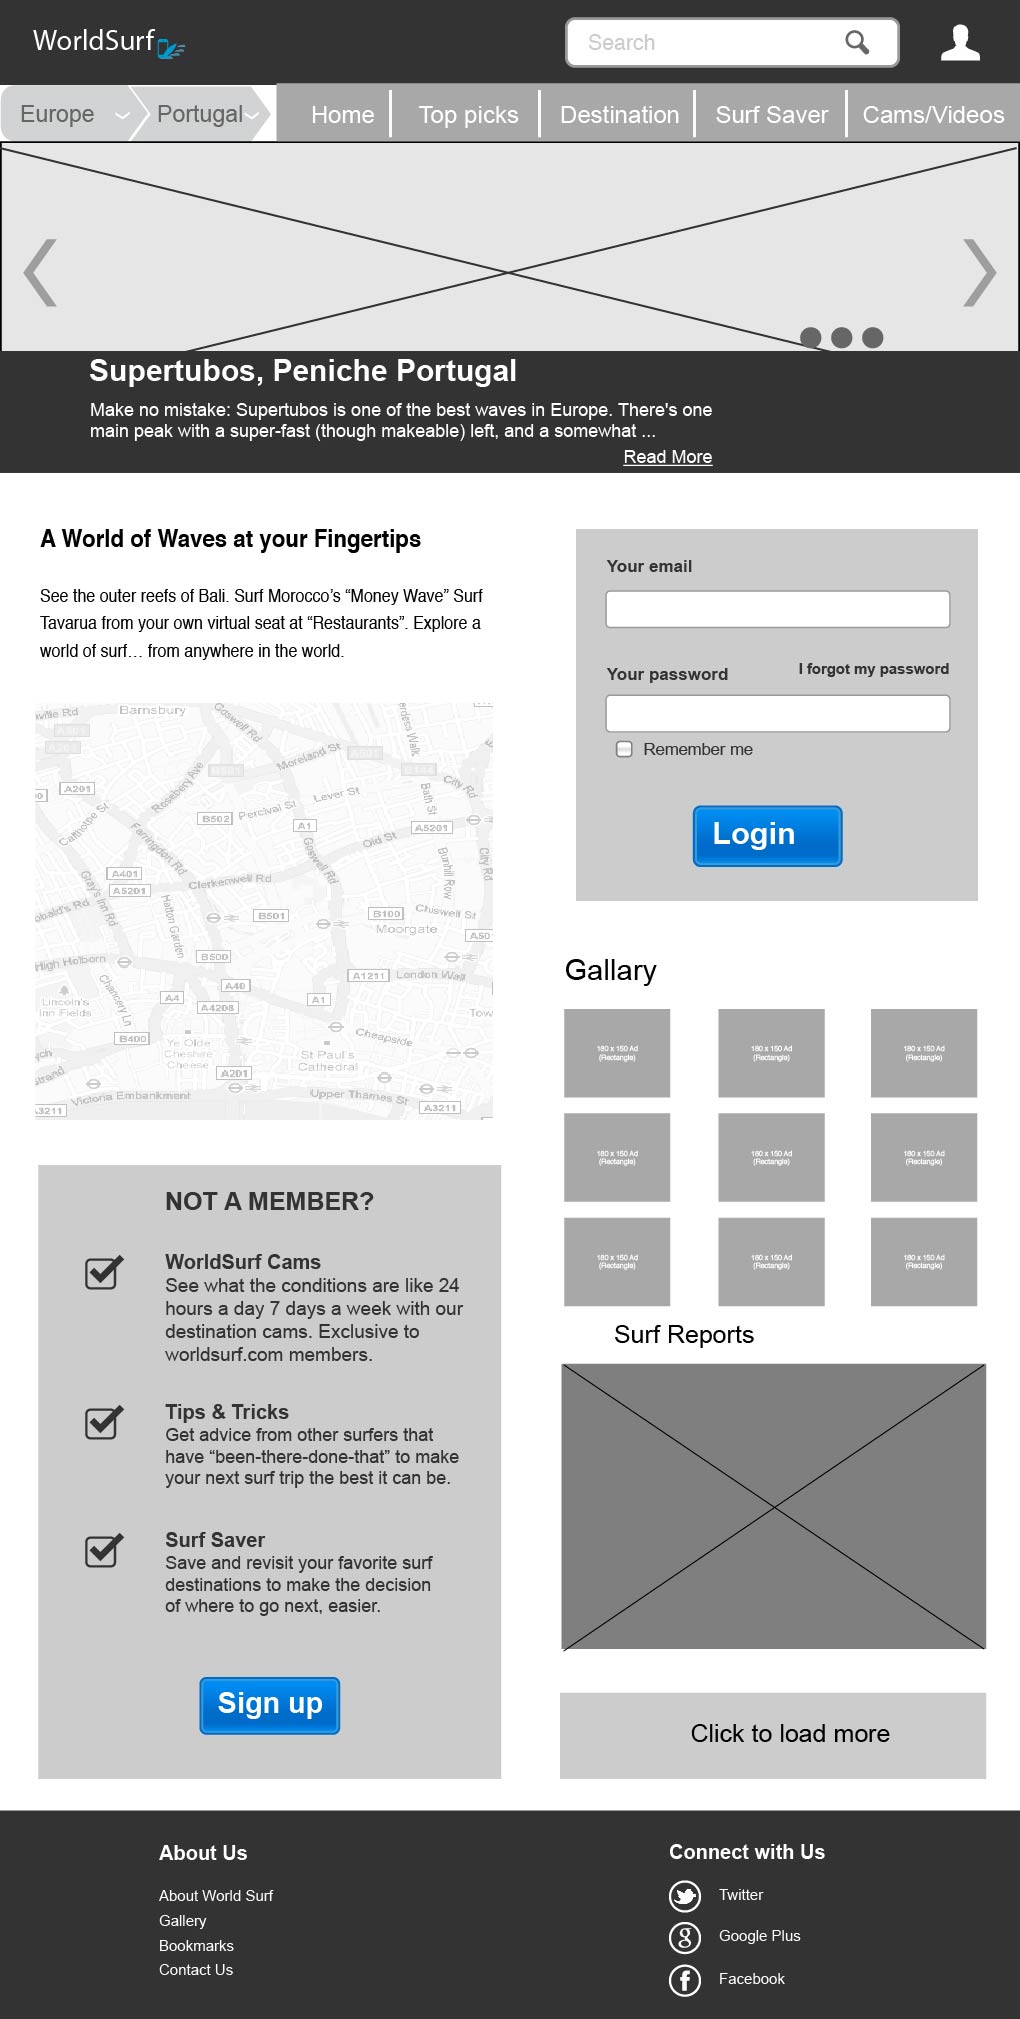 WorldSurf
Search
Europe
Portugal
Home
Top picks
Destination
Surf Saver
Cams/Videos
Supertubos, Peniche Portugal
Make no mistake: Supertubos is one of the best waves in Europe. There's one
main peak with a super-fast (though makeable) left, and a somewhat ...
Read More
A World of Waves at your Fingertips
See the outer reefs of Bali. Surf Morocco’s “Money Wave” Surf
Tavarua from your own virtual seat at “Restaurants”. Explore a
world of surf… from anywhere in the world.
Barnsbury
Goswell Rd
Moreland St
City Rd
A201
Rosebery Ave
Lever St
Bath St
Percival St
B502
A1
A5201
Farringdon Rd
Goswell Rd
Old St
Bunhill Row
City Rd
A401
A5201
Clerkenwell Rd
Gray's Inn Rd
Hatton Garden
B501
B100
Chiswell St
Moorgate
High Holborn
B500
A40
A1211
London Wall
Chancery Ln
Lincoln's
Inn Fields
A4
A4208
A1
B400
Ye Olde
Cheshire
Cheese
Cheapside
St Paul's
Cathedral
A201
Victoria Embankment
Upper Thames St
A3211
A3211
NOT A MEMBER?
WorldSurf Cams
See what the conditions are like 24
hours a day 7 days a week with our
destination cams. Exclusive to
worldsurf.com members.
Tips & Tricks
Get advice from other surfers that
have “been-there-done-that” to make
your next surf trip the best it can be.
Surf Saver
Save and revisit your favorite surf
destinations to make the decision
of where to go next, easier.
Sign up
Your email
Your password
I forgot my password
Remember me
Login
Gallary
180 x 150 Ad
(Rectangle)
180 x 150 Ad
(Rectangle)
180 x 150 Ad
(Rectangle)
180 x 150 Ad
(Rectangle)
180 x 150 Ad
(Rectangle)
180 x 150 Ad
(Rectangle)
180 x 150 Ad
(Rectangle)
180 x 150 Ad
(Rectangle)
180 x 150 Ad
(Rectangle)
Surf Reports
Click to load more
About Us
About World Surf
Gallery
Bookmarks
Contact Us
Connect with Us
Twitter
Google Plus
Facebook